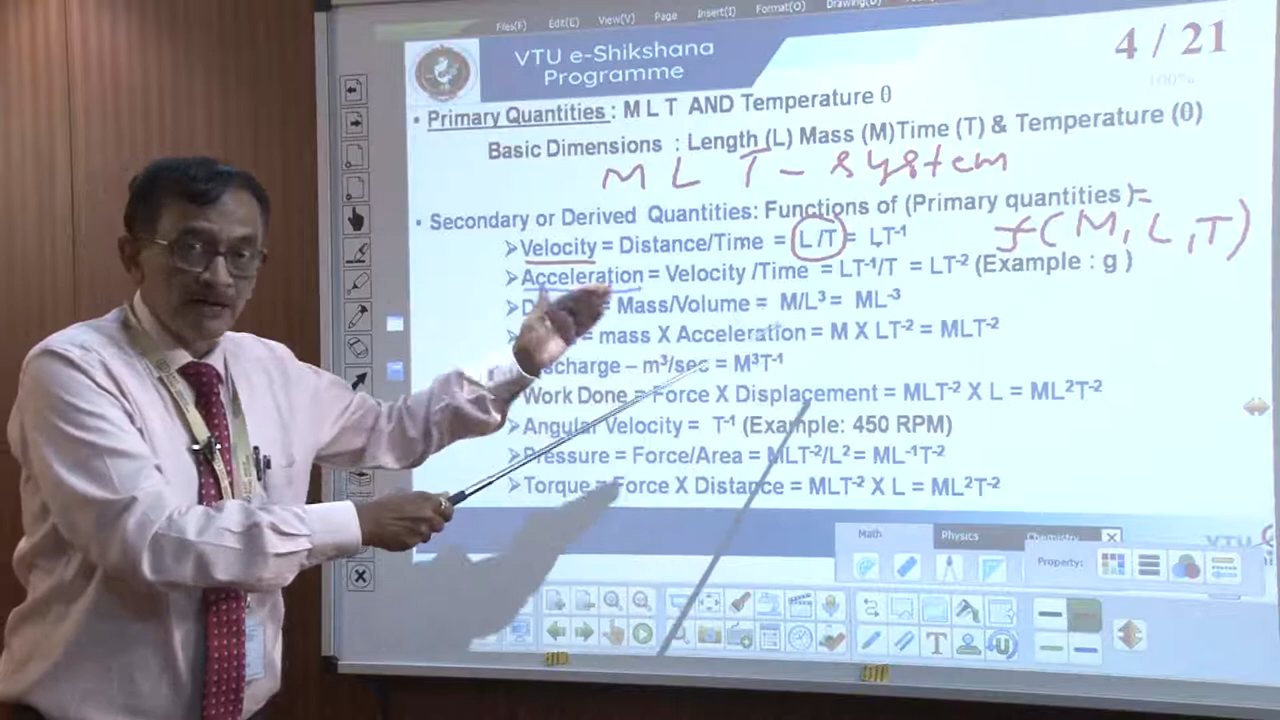 Files(F) Edit(E) View(V) Page Insert(I) Format(O) Drawing(D)
VTU e-Shikshana
Programme
4 / 21
100%
• Primary Quantities : M L T AND Temperature θ
Basic Dimensions : Length (L) Mass (M)Time (T) & Temperature (θ)
M L T - System
• Secondary or Derived Quantities: Functions of (Primary quantities )=
f(M, L, T)
➢Velocity = Distance/Time = L /T = LT⁻¹
➢Acceleration = Velocity /Time = LT⁻¹/T = LT⁻² (Example : g )
➢ = Mass/Volume = M/L³ = ML⁻³
= mass X Acceleration = M X LT⁻² = MLT⁻²
scharge – m³/sec = M³T⁻¹
Work Done = Force X Displacement = MLT⁻² X L = ML²T⁻²
➢Angular Velocity = T⁻¹ (Example: 450 RPM)
➢Pressure = Force/Area = MLT⁻²/L² = ML⁻¹T⁻²
➢Torque = Force X Distance = MLT⁻² X L = ML²T⁻²
Math Physics Chemistry
Property:
VTU